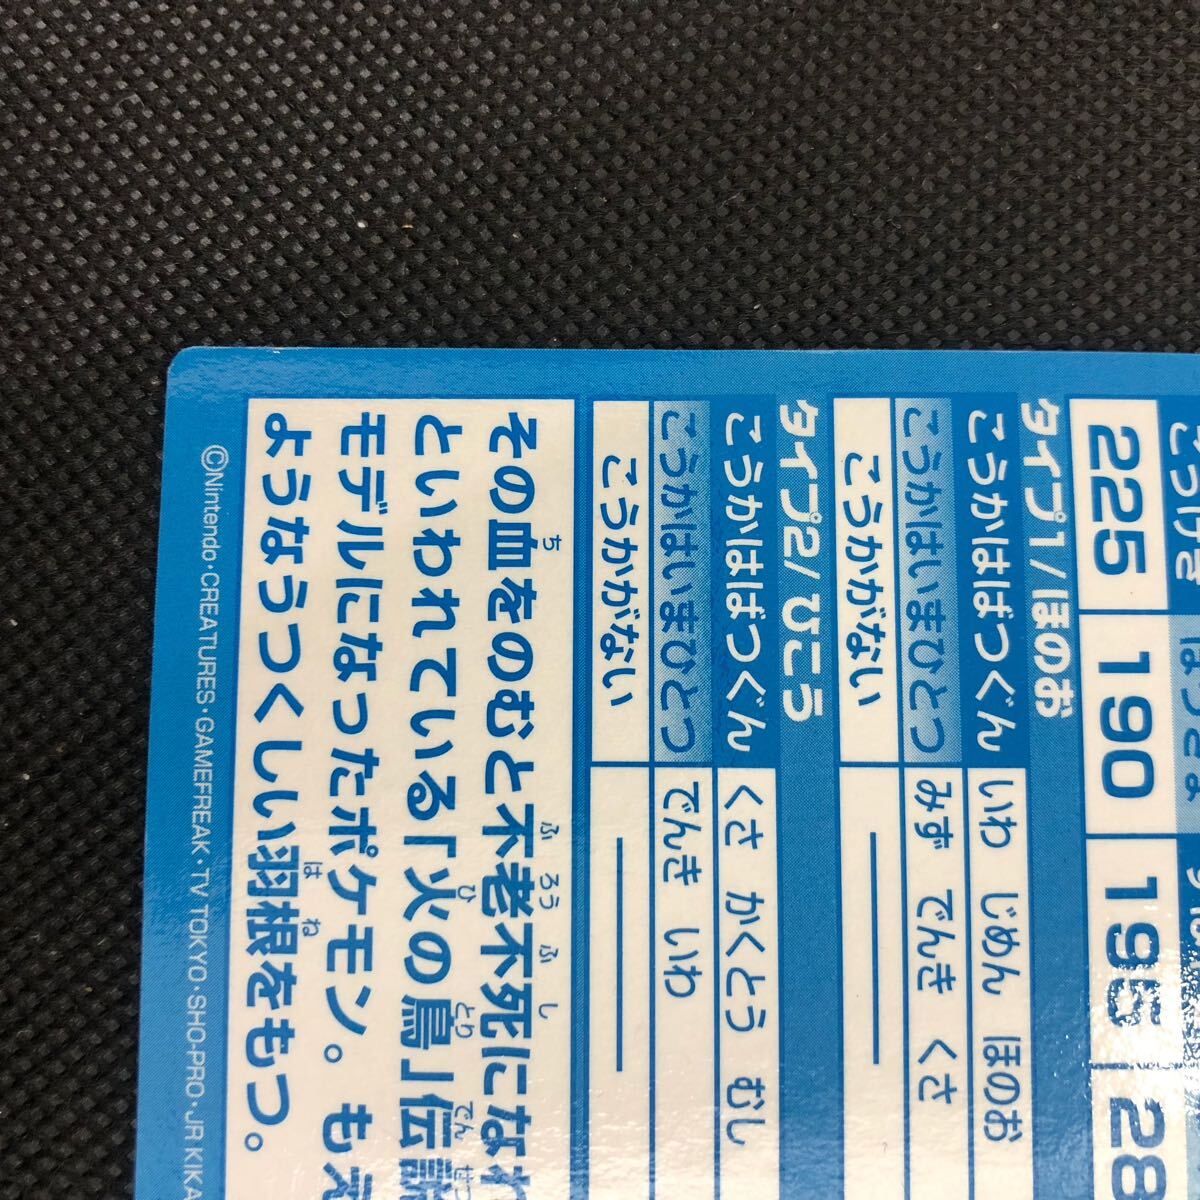 225
190
195
28
タイプ1/ほのお
こうかはばつぐん いわ じめん ほのお
こうかはいまひとつ みず でんき くさ
こうかがない
タイプ2/ひこう
こうかはばつぐん くさ かくとう むし
こうかはいまひとつ でんき いわ
こうかがない
その血をのむと不老不死になれ
といわれている「火の鳥」伝説
モデルになったポケモン。もえ
ようなうつくしい羽根をもつ。
©Nintendo・CREATURES・GAMEFREAK・TV TOKYO・SHO-PRO・JR KIKA